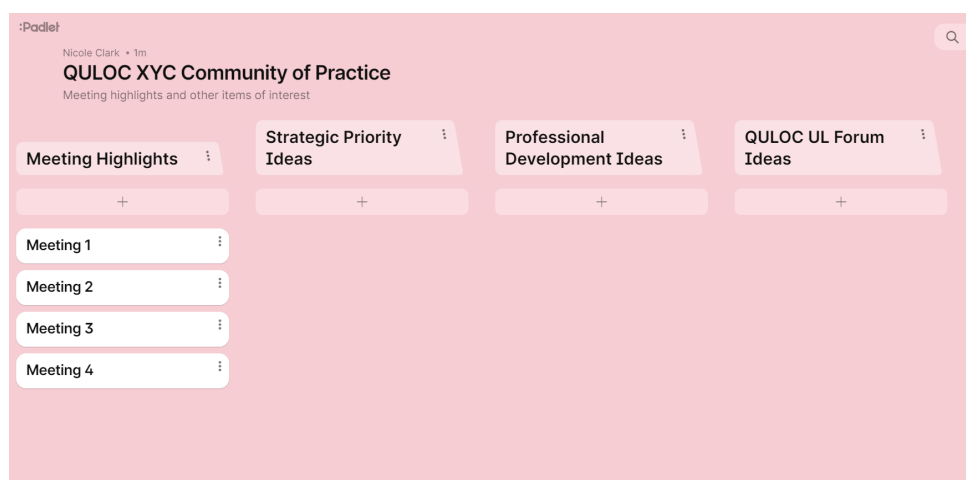 :Padlet
Nicole Clark • 1m
QULOC XYC Community of Practice
Meeting highlights and other items of interest
Meeting Highlights
Strategic Priority
Ideas
Professional
Development Ideas
QULOC UL Forum
Ideas
Meeting 1
Meeting 2
Meeting 3
Meeting 4